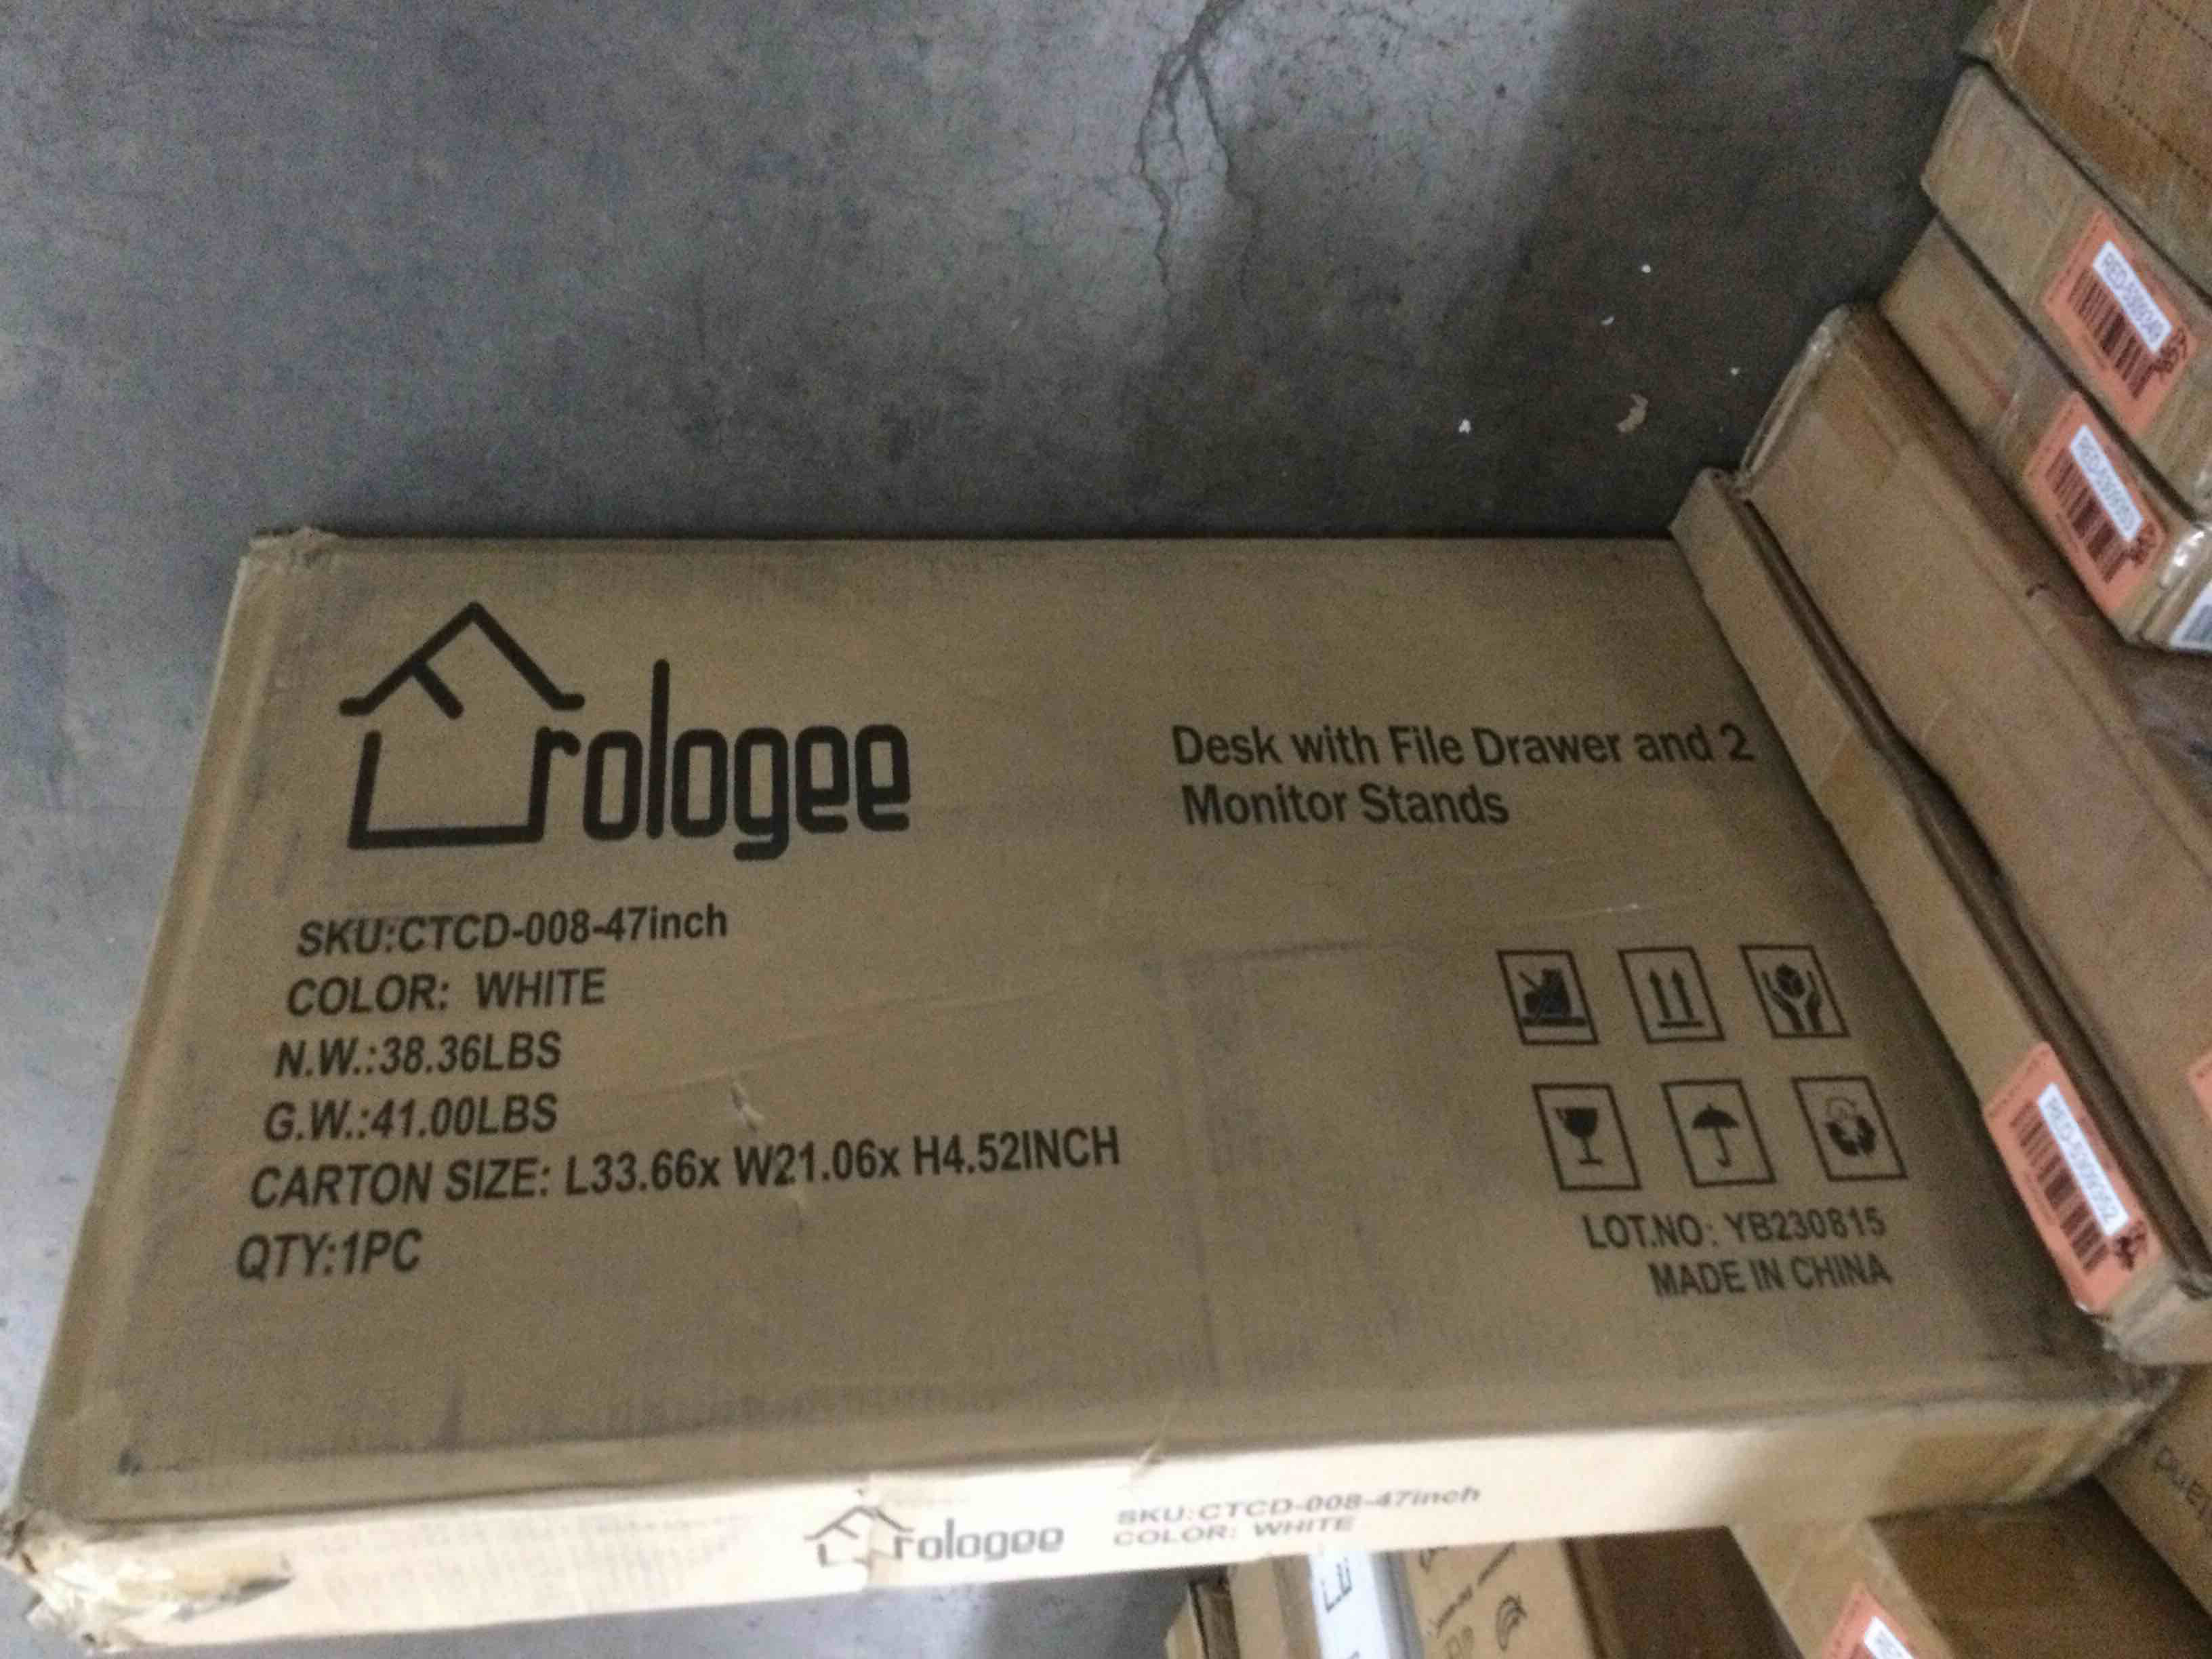 rologee
Desk with File Drawer and 2
Monitor Stands
SKU:CTCD-008-47inch
COLOR: WHITE
N.W.:38.36LBS
G.W.:41.00LBS
CARTON SIZE: L33.66x W21.06x H4.52INCH
QTY:1PC
LOT.NO: YB230815
MADE IN CHINA
rologee
SKU:CTCD-008-47inch
COLOR: WHITE